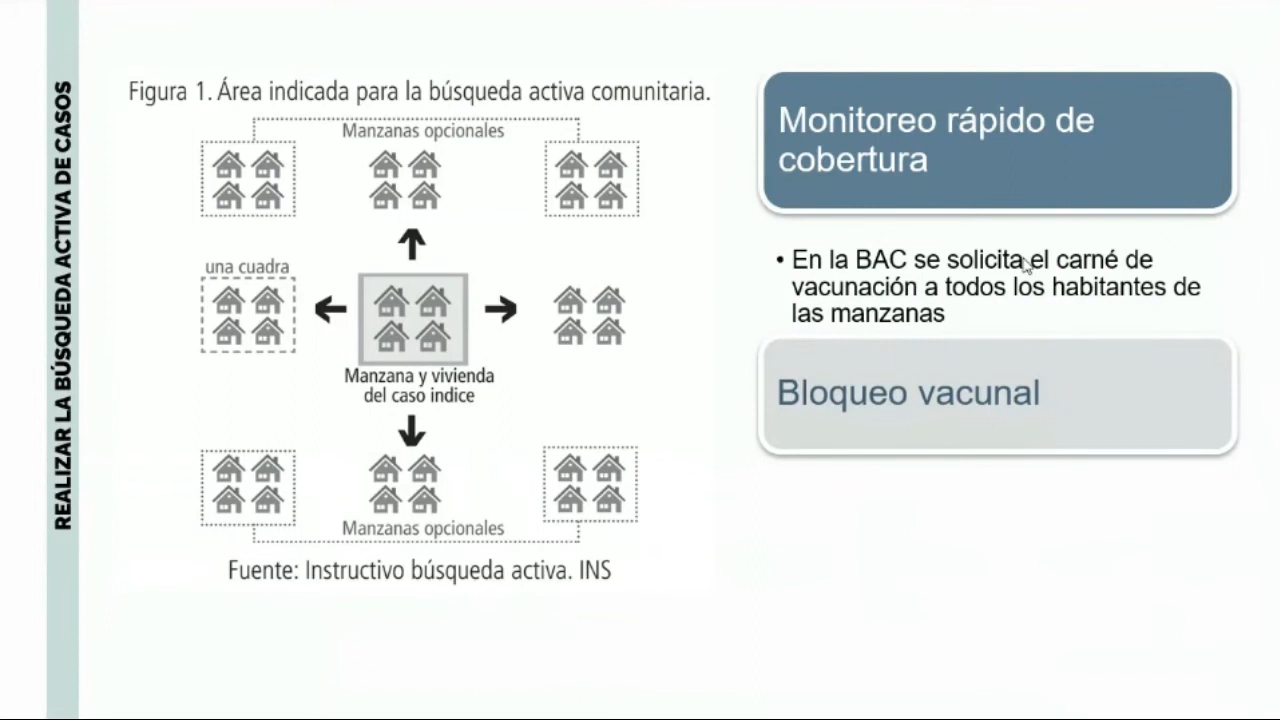 REALIZAR LA BÚSQUEDA ACTIVA DE CASOS
Figura 1. Área indicada para la búsqueda activa comunitaria.
Manzanas opcionales
una cuadra
Manzana y vivienda
del caso indice
Manzanas opcionales
Fuente: Instructivo búsqueda activa. INS
Monitoreo rápido de
cobertura
• En la BAC se solicita el carné de
vacunación a todos los habitantes de
las manzanas
Bloqueo vacunal